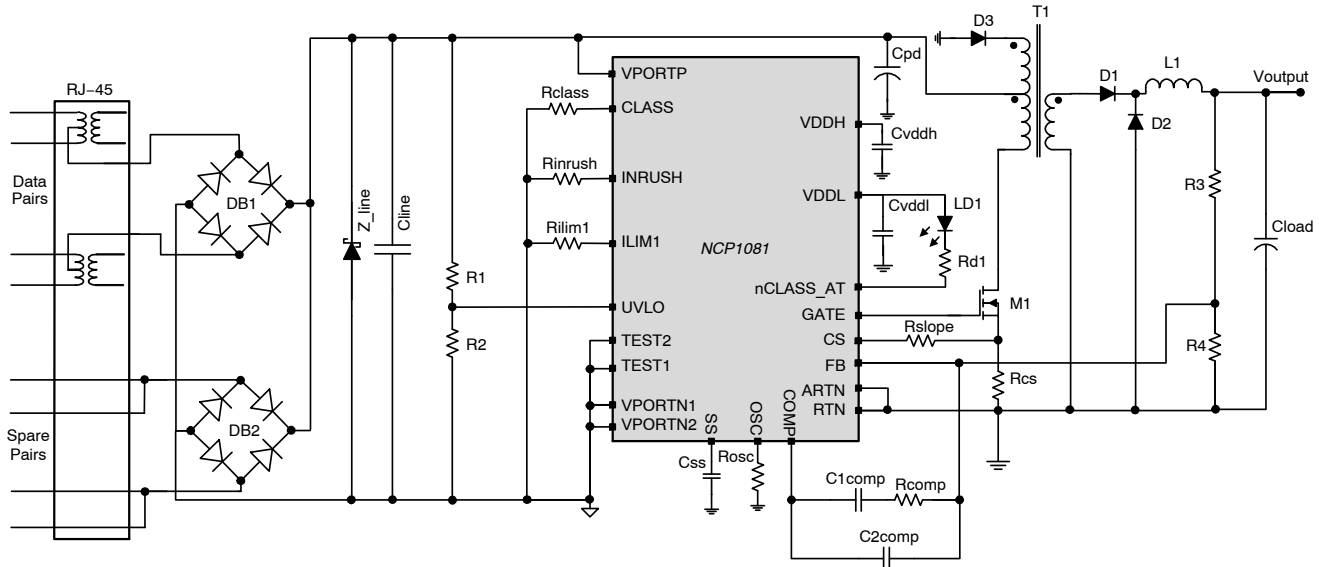 RJ−45
Data
Pairs
Spare
Pairs
DB1
DB2
Z_line
Cline
R1
R2
Rclass
Rinrush
Rilim1
VPORTP
CLASS
INRUSH
ILIM1
UVLO
TEST2
TEST1
VPORTN1
VPORTN2
NCP1081
SS
OSC
COMP
VDDH
VDDL
nCLASS_AT
GATE
CS
FB
ARTN
RTN
Css
Rosc
C1comp
Rcomp
C2comp
Cpd
Cvddh
Cvddl
LD1
Rd1
Rslope
M1
Rcs
D3
T1
D1
D2
L1
Voutput
R3
R4
Cload